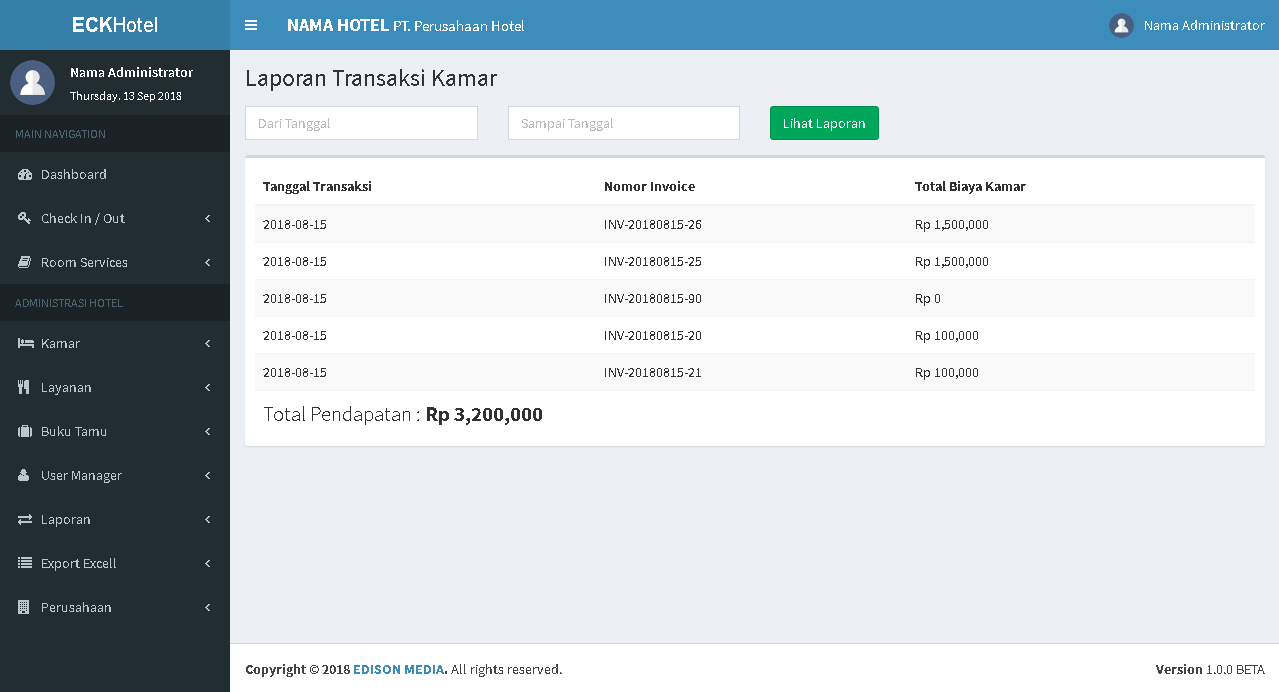 ECKHotel
NAMA HOTEL PT. Perusahaan Hotel
Nama Administrator
Nama Administrator
Thursday, 13 Sep 2018
MAIN NAVIGATION
Dashboard
Check In / Out
Room Services
ADMINISTRASI HOTEL
Kamar
Layanan
Buku Tamu
User Manager
Laporan
Export Excell
Perusahaan
Laporan Transaksi Kamar
Dari Tanggal Sampai Tanggal Lihat Laporan
Tanggal Transaksi Nomor Invoice Total Biaya Kamar
2018-08-15 INV-20180815-26 Rp 1,500,000
2018-08-15 INV-20180815-25 Rp 1,500,000
2018-08-15 INV-20180815-90 Rp 0
2018-08-15 INV-20180815-20 Rp 100,000
2018-08-15 INV-20180815-21 Rp 100,000
Total Pendapatan : Rp 3,200,000
Copyright © 2018 EDISON MEDIA. All rights reserved.
Version 1.0.0 BETA